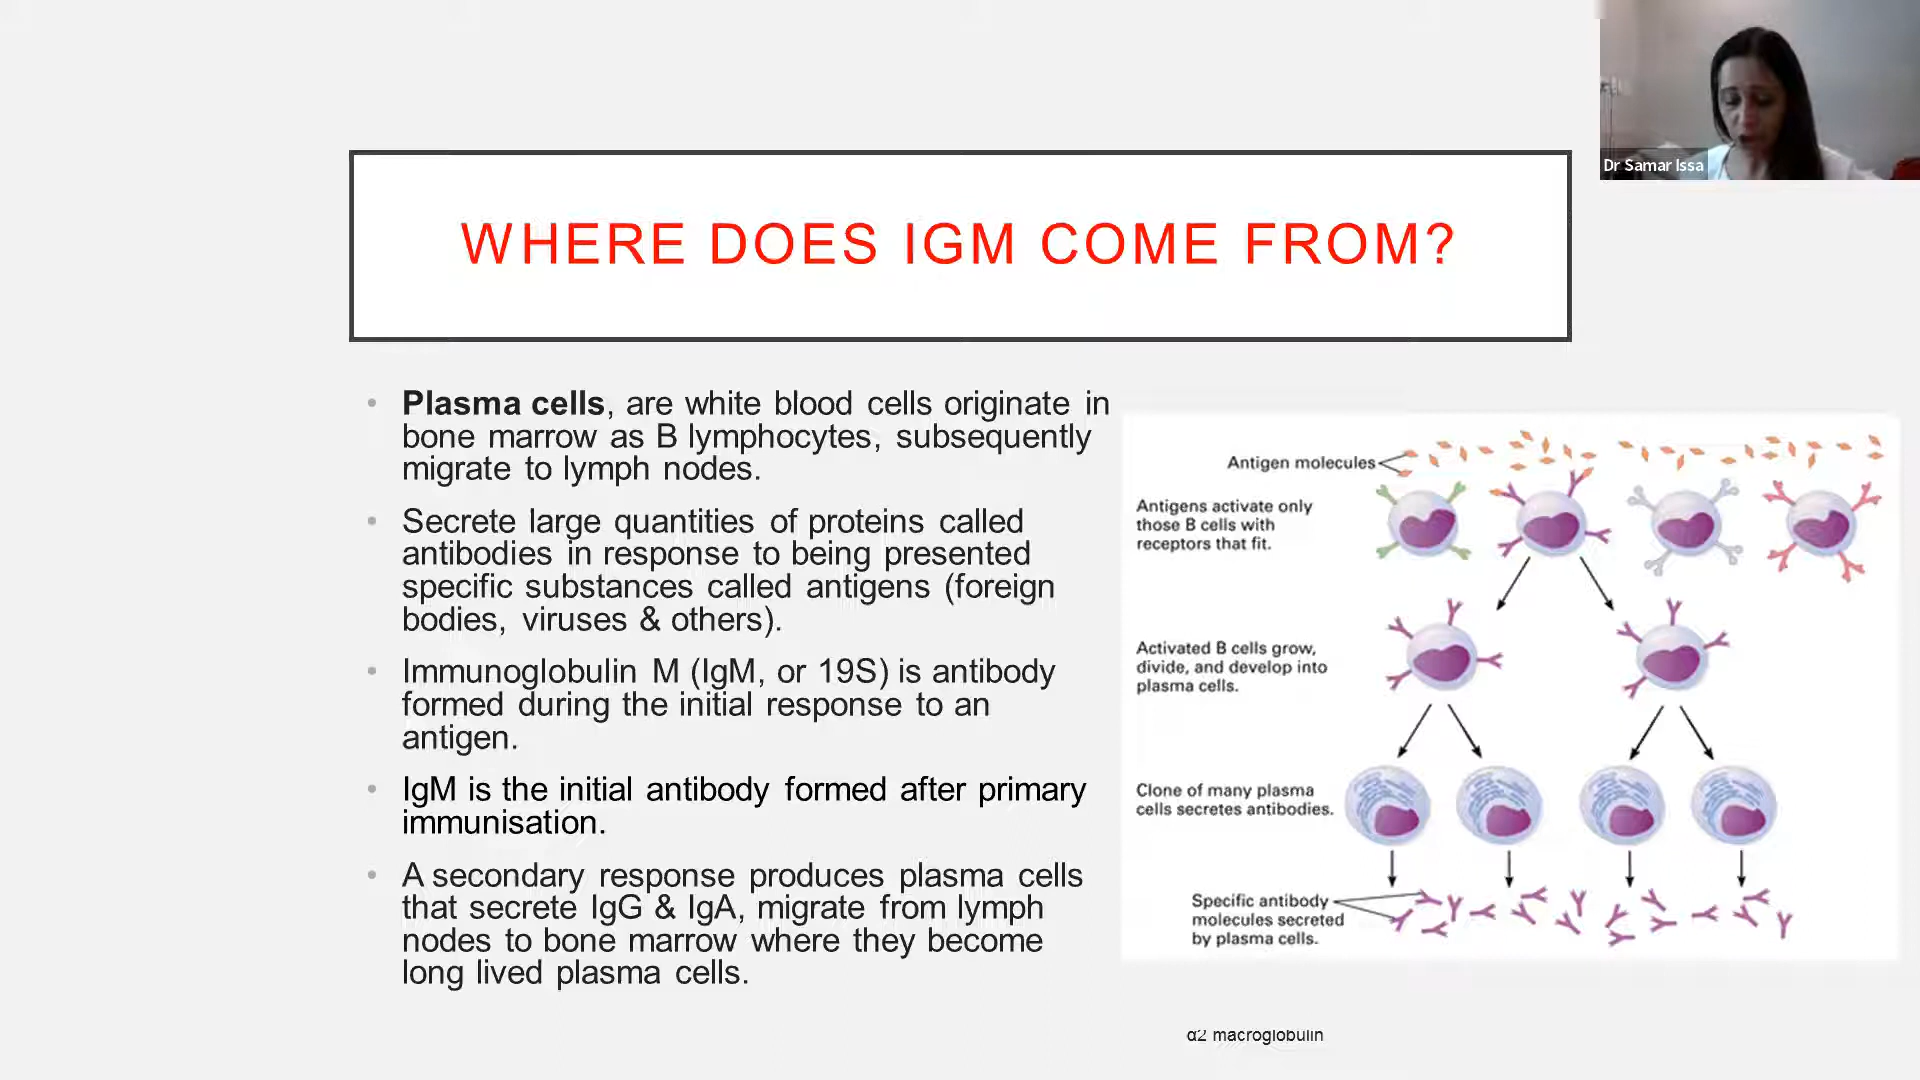 Dr Samar Issa
WHERE DOES IGM COME FROM?
• Plasma cells, are white blood cells originate in
bone marrow as B lymphocytes, subsequently
migrate to lymph nodes.
• Secrete large quantities of proteins called
antibodies in response to being presented
specific substances called antigens (foreign
bodies, viruses & others).
• Immunoglobulin M (IgM, or 19S) is antibody
formed during the initial response to an
antigen.
• IgM is the initial antibody formed after primary
immunisation.
• A secondary response produces plasma cells
that secrete IgG & IgA, migrate from lymph
nodes to bone marrow where they become
long lived plasma cells.
Antigen molecules
Antigens activate only
those B cells with
receptors that fit.
Activated B cells grow,
divide, and develop into
plasma cells.
Clone of many plasma
cells secretes antibodies.
Specific antibody
molecules secreted
by plasma cells.
α2 macroglobulin